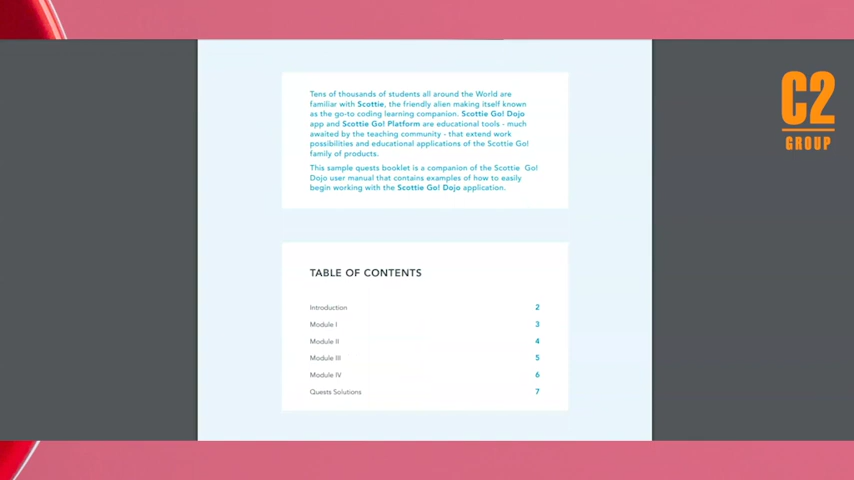 Tens of thousands of students all around the World are
familiar with Scottie, the friendly alien making itself known
as the go-to coding learning companion. Scottie Go! Dojo
app and Scottie Go! Platform are educational tools - much
awaited by the teaching community - that extend work
possibilities and educational applications of the Scottie Go!
family of products.
This sample quests booklet is a companion of the Scottie Go!
Dojo user manual that contains examples of how to easily
begin working with the Scottie Go! Dojo application.
C2
GROUP
TABLE OF CONTENTS
Introduction 2
Module I 3
Module II 4
Module III 5
Module IV 6
Quests Solutions 7